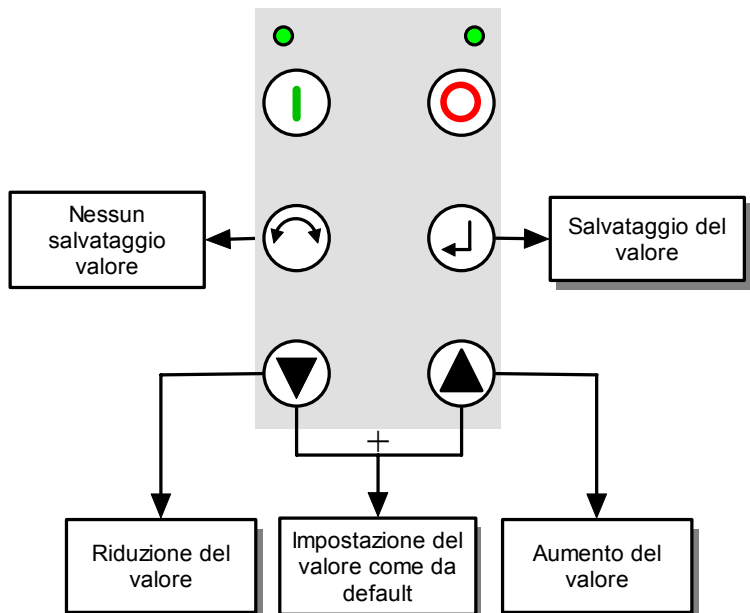 Nessun
salvataggio
valore
Salvataggio del
valore
+
Riduzione del
valore
Impostazione del
valore come da
default
Aumento del
valore